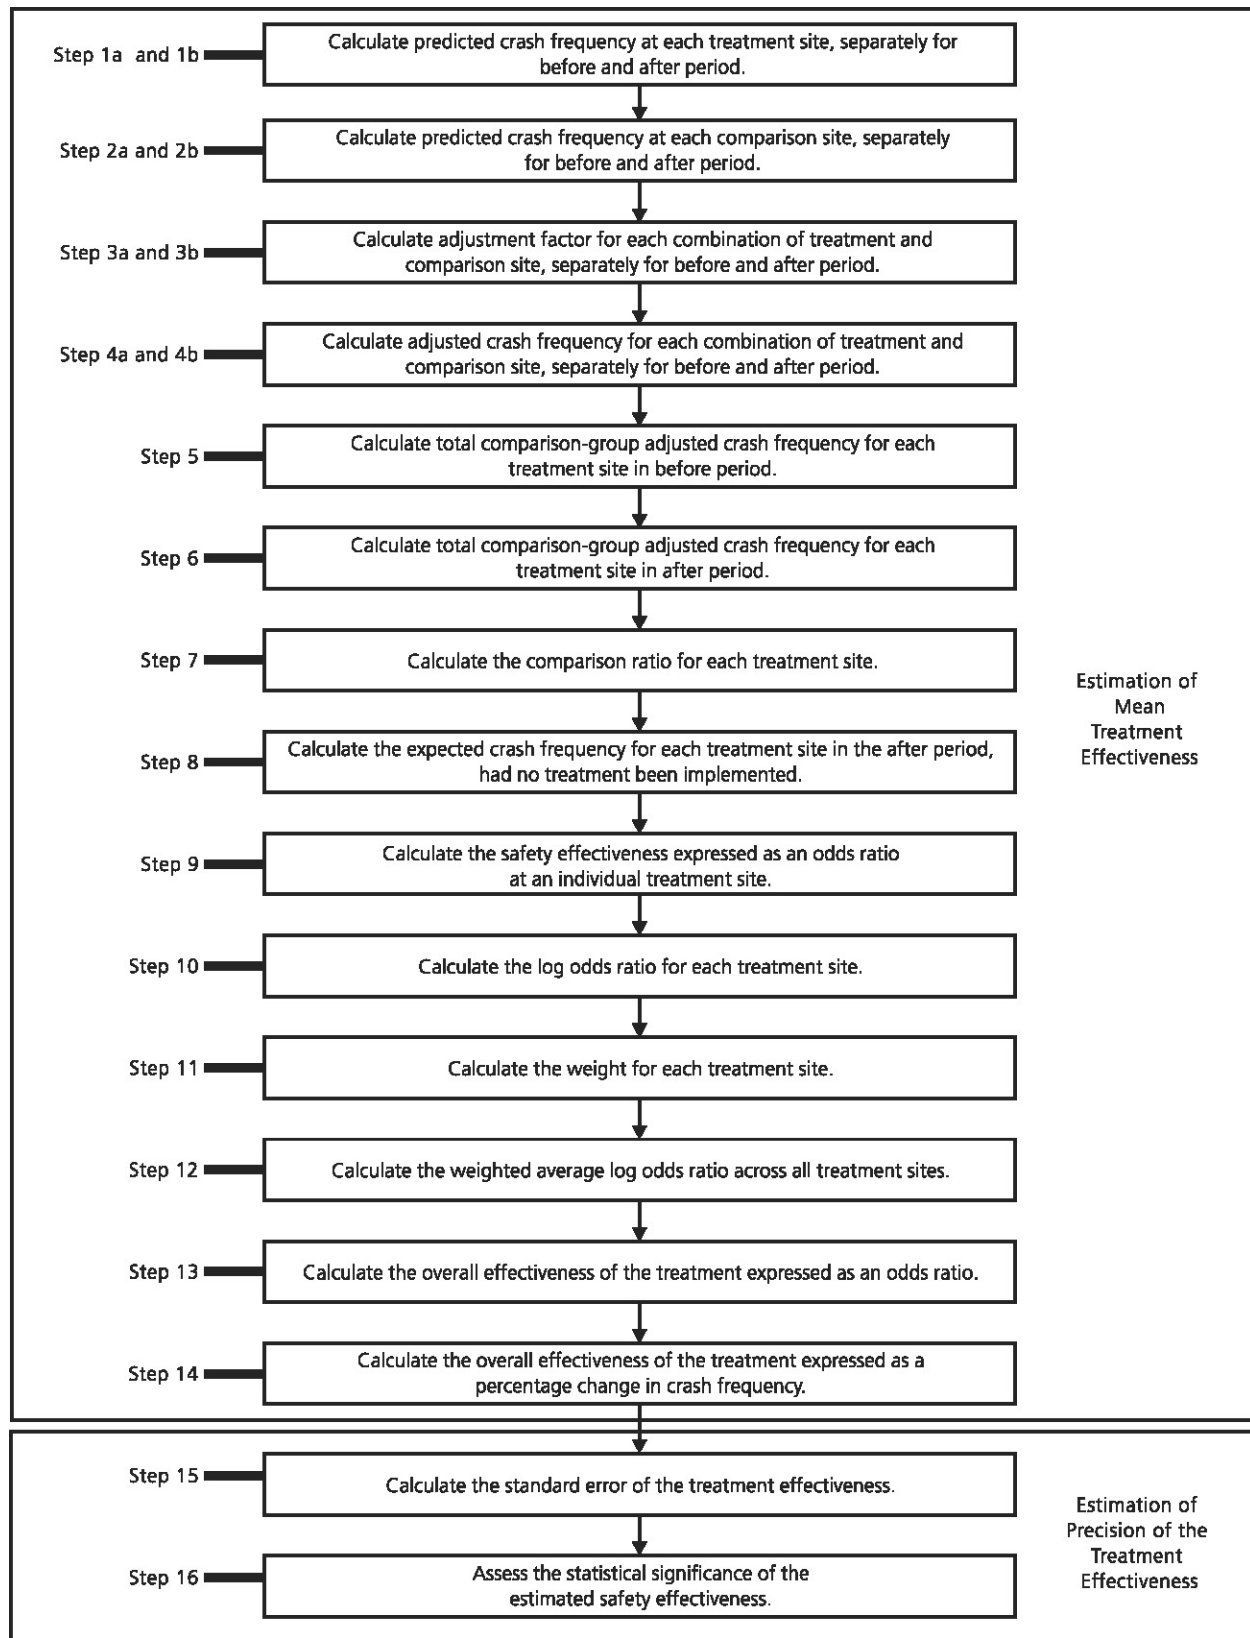 Step 1a and 1b
Calculate predicted crash frequency at each treatment site, separately for
before and after period.
Step 2a and 2b
Calculate predicted crash frequency at each comparison site, separately
for before and after period.
Step 3a and 3b
Calculate adjustment factor for each combination of treatment and
comparison site, separately for before and after period.
Step 4a and 4b
Calculate adjusted crash frequency for each combination of treatment and
comparison site, separately for before and after period.
Step 5
Calculate total comparison-group adjusted crash frequency for each
treatment site in before period.
Step 6
Calculate total comparison-group adjusted crash frequency for each
treatment site in after period.
Step 7
Calculate the comparison ratio for each treatment site.
Step 8
Calculate the expected crash frequency for each treatment site in the after period,
had no treatment been implemented.
Step 9
Calculate the safety effectiveness expressed as an odds ratio
at an individual treatment site.
Step 10
Calculate the log odds ratio for each treatment site.
Step 11
Calculate the weight for each treatment site.
Step 12
Calculate the weighted average log odds ratio across all treatment sites.
Step 13
Calculate the overall effectiveness of the treatment expressed as an odds ratio.
Step 14
Calculate the overall effectiveness of the treatment expressed as a
percentage change in crash frequency.
Estimation of
Mean
Treatment
Effectiveness
Step 15
Calculate the standard error of the treatment effectiveness.
Step 16
Assess the statistical significance of the
estimated safety effectiveness.
Estimation of
Precision of the
Treatment
Effectiveness